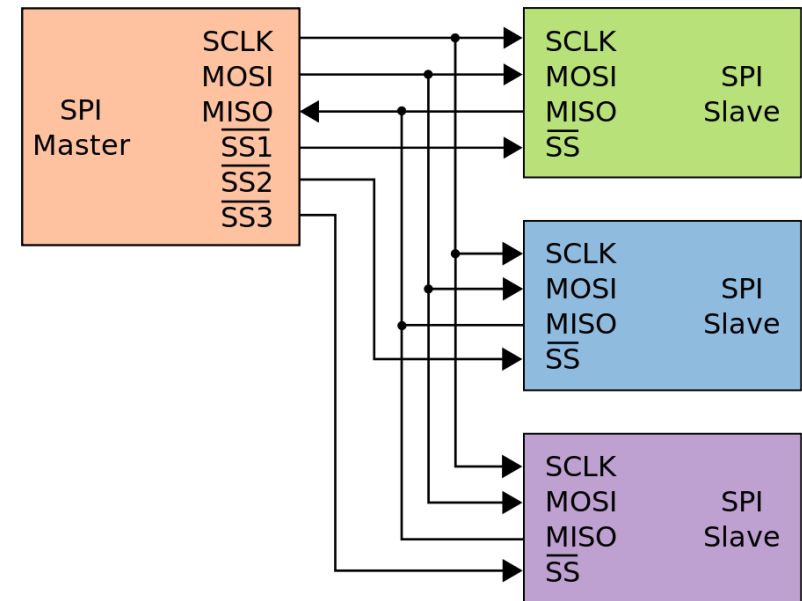 SPI
Master
SCLK
MOSI
MISO
SS1
SS2
SS3
SCLK
MOSI
MISO
SS
SPI
Slave
SCLK
MOSI
MISO
SS
SPI
Slave
SCLK
MOSI
MISO
SS
SPI
Slave